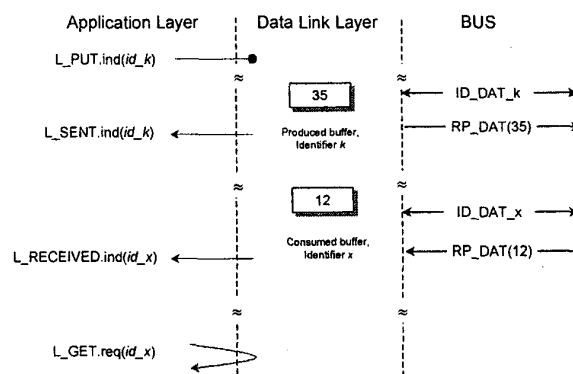 Application Layer Data Link Layer BUS
L_PUT.ind(id_k)
35
ID_DAT_k
L_SENT.ind(id_k)
Produced buffer,
Identifier k
RP_DAT(35)
12
ID_DAT_x
L_RECEIVED.ind(id_x)
Consumed buffer,
Identifier x
RP_DAT(12)
L_GET.req(id_x)